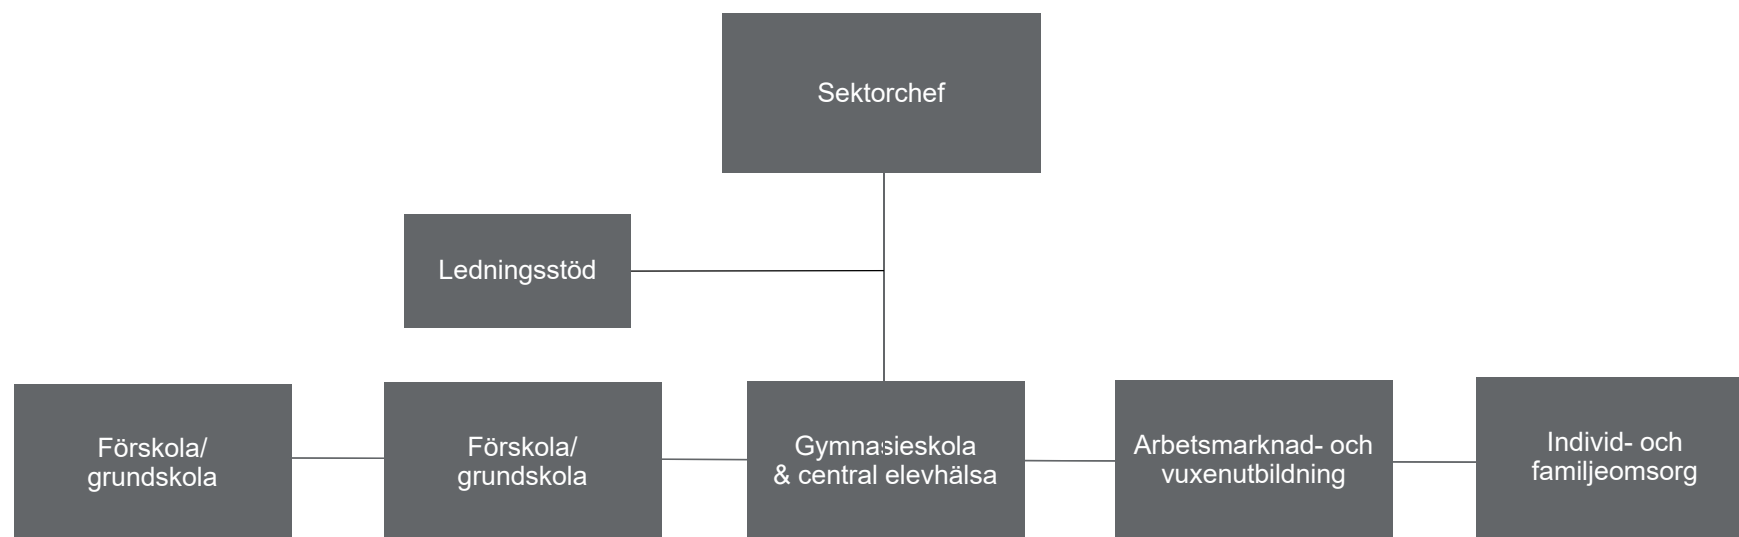 Sektorchef
Ledningsstöd
Förskola/
grundskola
Förskola/
grundskola
Gymnasieskola
& central elevhälsa
Arbetsmarknad- och
vuxenutbildning
Individ- och
familjeomsorg